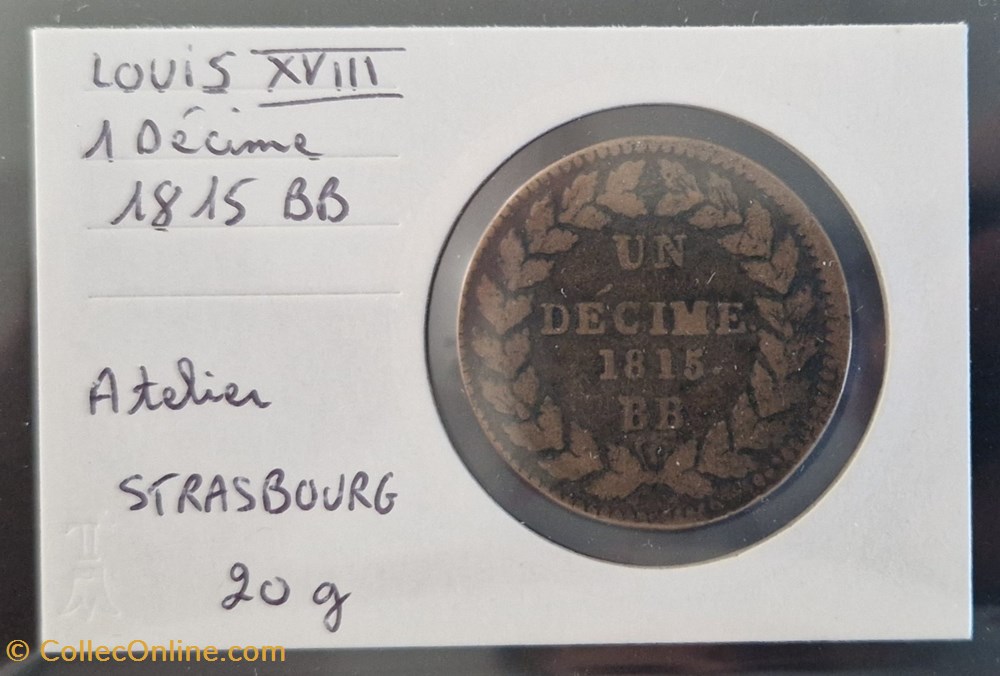 LOUIS XVIII
1 Décime
1815 BB
Atelier
STRASBOURG
20 g
UN
DECIME.
1815.
BB
© CollecOnline.com